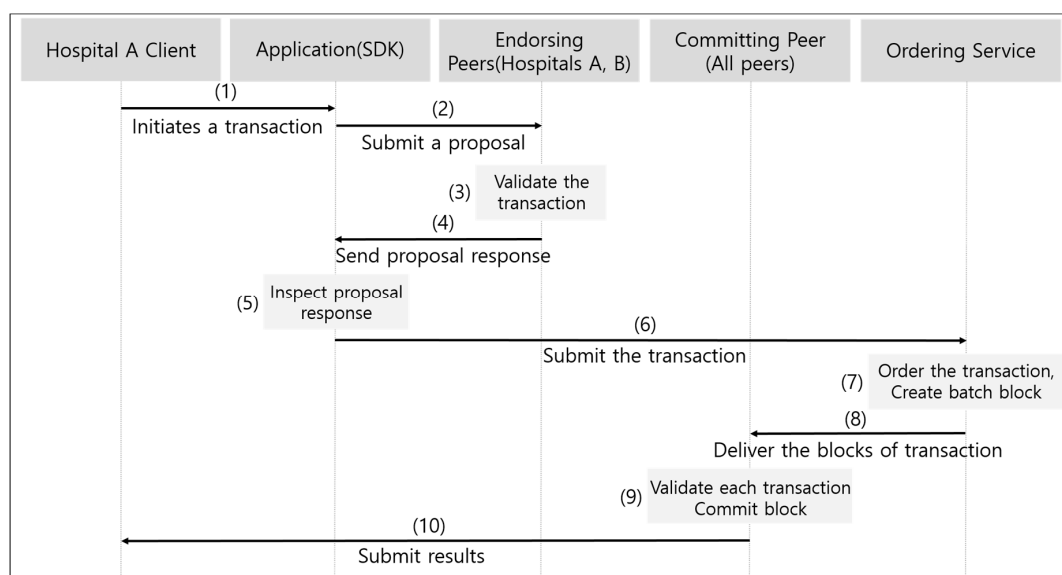 Hospital A Client
Application(SDK)
Endorsing
Peers(Hospitals A, B)
Committing Peer
(All peers)
Ordering Service
(1)
Initiates a transaction
(2)
Submit a proposal
(3)
Validate the
transaction
(4)
Send proposal response
(5)
Inspect proposal
response
(6)
Submit the transaction
(7)
Order the transaction,
Create batch block
(8)
Deliver the blocks of transaction
(9)
Validate each transaction
Commit block
(10)
Submit results